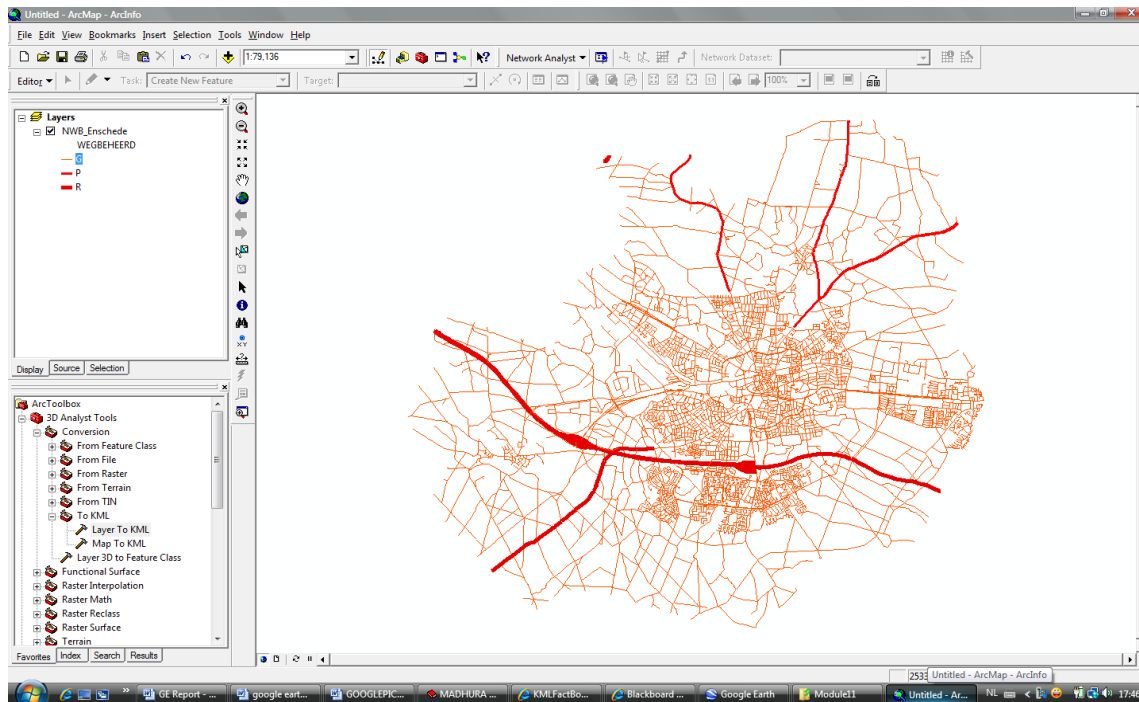 Untitled - ArcMap - ArcInfo
File Edit View Bookmarks Insert Selection Tools Window Help
1:79,136 Network Analyst Network Dataset:
Editor Task: Create New Feature Target: 100%
Layers
NWB_Enschede
WEGBEHEERD
G
P
R
Display Source Selection
ArcToolbox
3D Analyst Tools
Conversion
From Feature Class
From File
From Raster
From Terrain
From TIN
To KML
Layer To KML
Map To KML
Layer 3D to Feature Class
Functional Surface
Raster Interpolation
Raster Math
Raster Reclass
Raster Surface
Terrain
Favorites Index Search Results
XY
2533 Untitled - ArcMap - ArcInfo
GE Report - ... google eart... GOOGLEPIC... MADHURA ... KMLFactBo... Blackboard ... Google Earth Module11 Untitled - Ar... NL 17:46